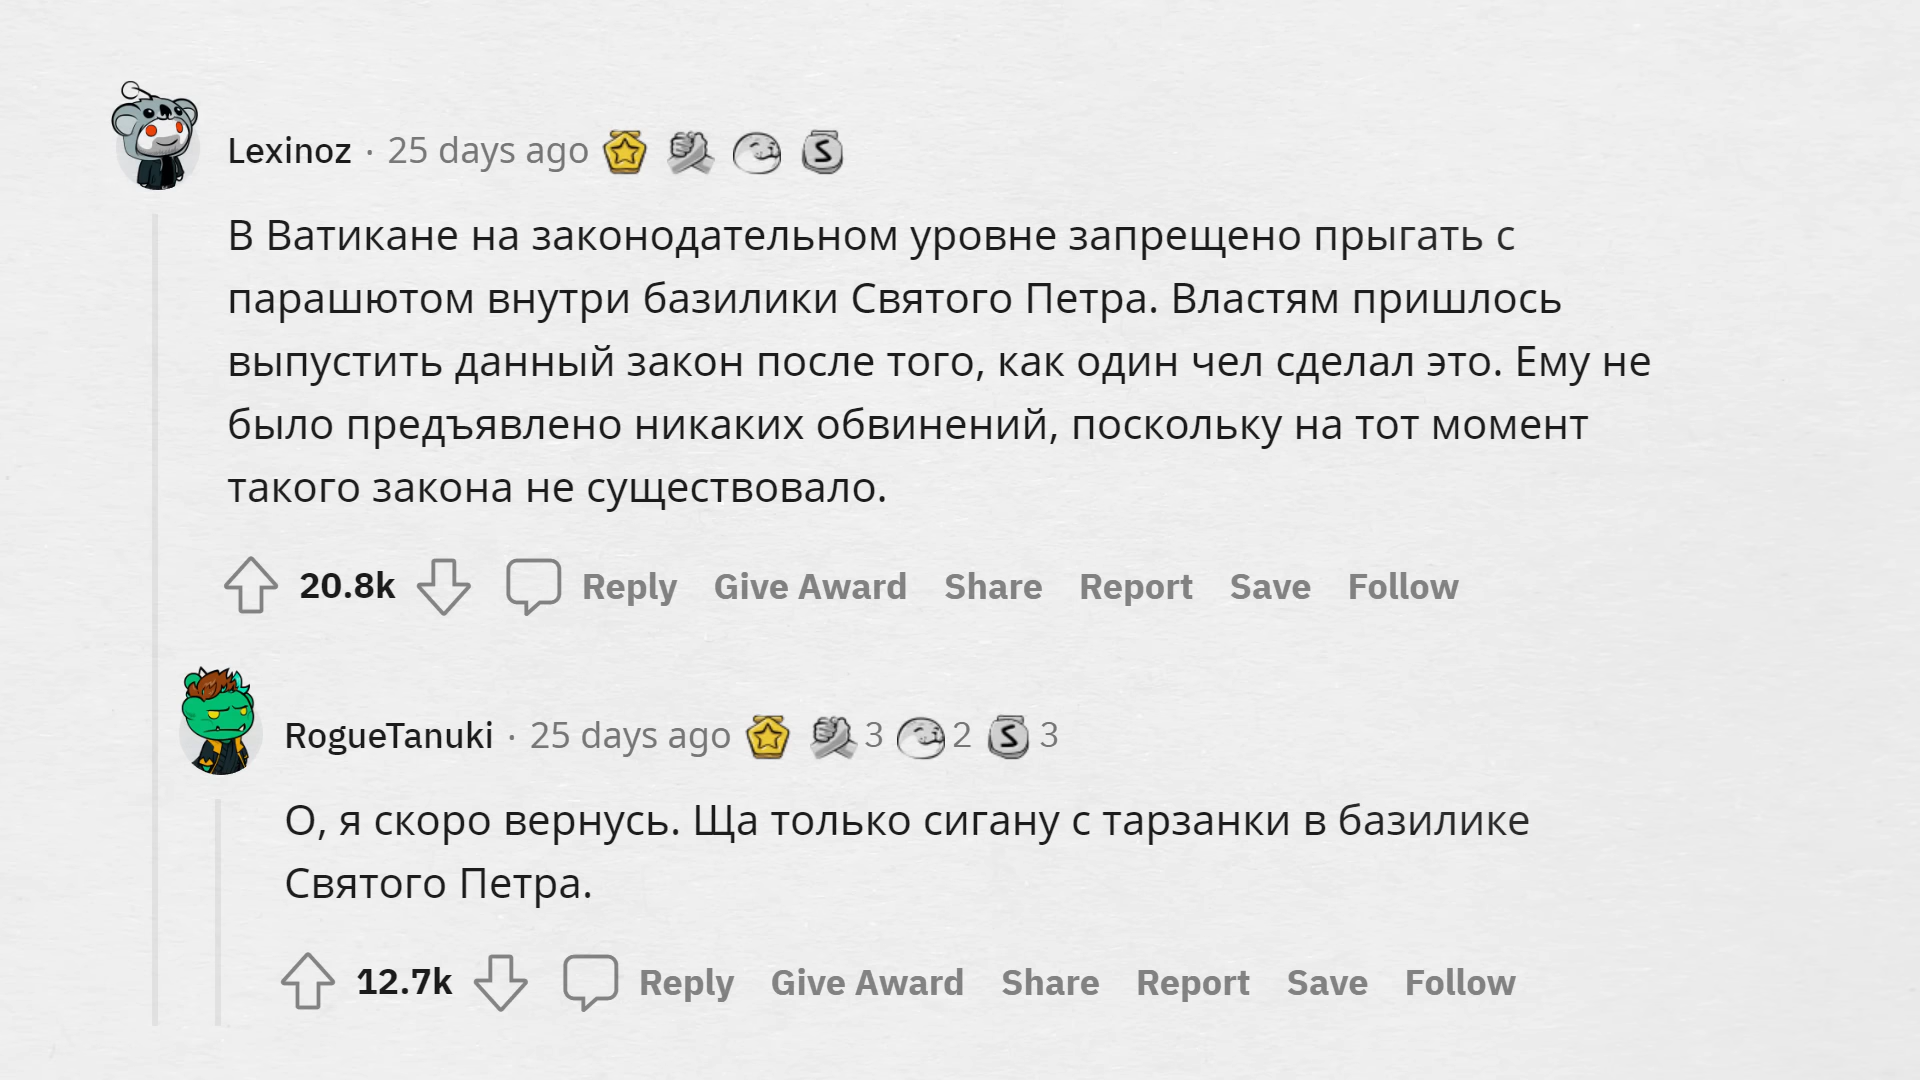 Lexinoz · 25 days ago
В Ватикане на законодательном уровне запрещено прыгать с
парашютом внутри базилики Святого Петра. Властям пришлось
выпустить данный закон после того, как один чел сделал это. Ему не
было предъявлено никаких обвинений, поскольку на тот момент
такого закона не существовало.
20.8k Reply Give Award Share Report Save Follow
RogueTanuki · 25 days ago 3 2 S 3
О, я скоро вернусь. Ща только сигану с тарзанки в базилике
Святого Петра.
12.7k Reply Give Award Share Report Save Follow